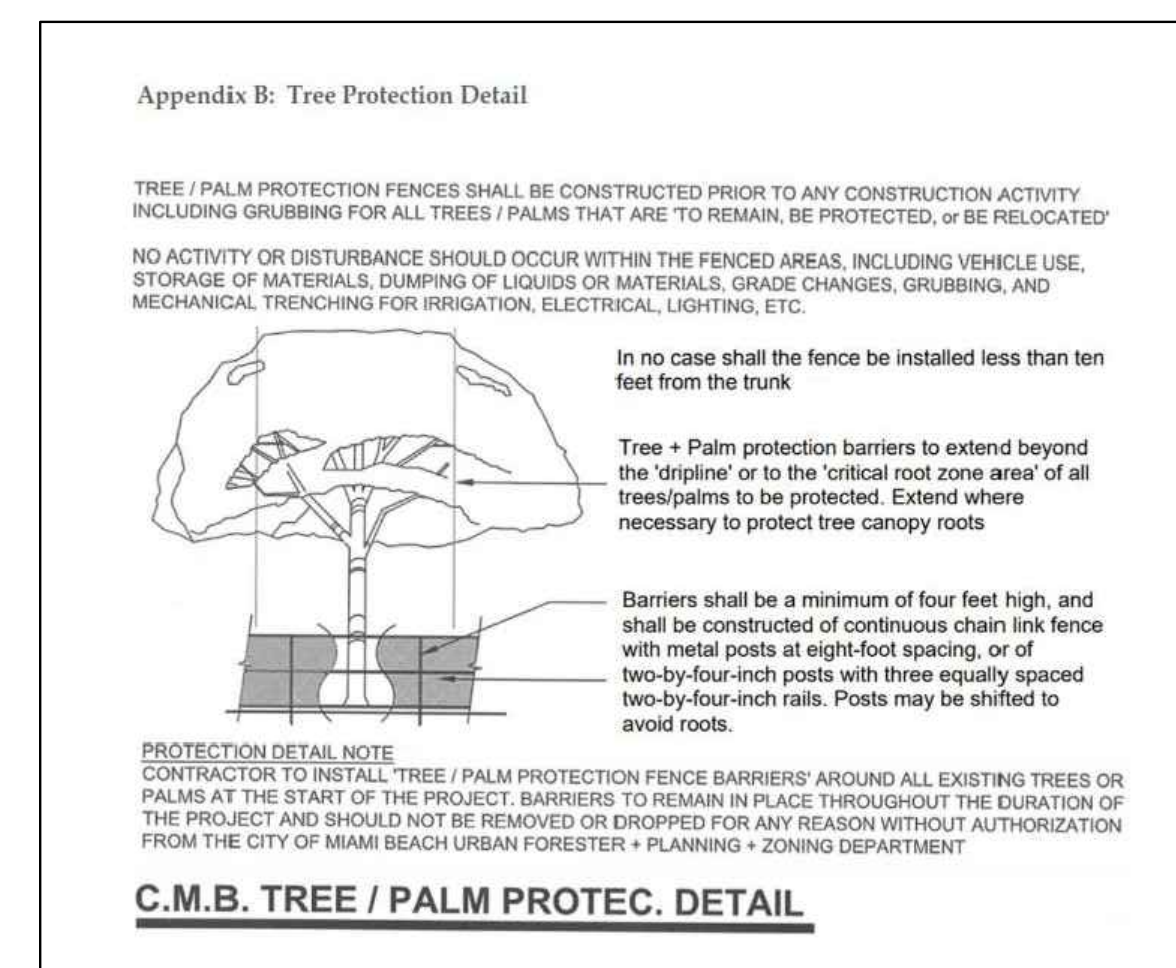 Appendix B: Tree Protection Detail
TREE / PALM PROTECTION FENCES SHALL BE CONSTRUCTED PRIOR TO ANY CONSTRUCTION ACTIVITY
INCLUDING GRUBBING FOR ALL TREES / PALMS THAT ARE 'TO REMAIN, BE PROTECTED, or BE RELOCATED'
NO ACTIVITY OR DISTURBANCE SHOULD OCCUR WITHIN THE FENCED AREAS, INCLUDING VEHICLE USE,
STORAGE OF MATERIALS, DUMPING OF LIQUIDS OR MATERIALS, GRADE CHANGES, GRUBBING, AND
MECHANICAL TRENCHING FOR IRRIGATION, ELECTRICAL, LIGHTING, ETC.
In no case shall the fence be installed less than ten
feet from the trunk
Tree + Palm protection barriers to extend beyond
the 'dripline' or to the 'critical root zone area' of all
trees/palms to be protected. Extend where
necessary to protect tree canopy roots
Barriers shall be a minimum of four feet high, and
shall be constructed of continuous chain link fence
with metal posts at eight-foot spacing, or of
two-by-four-inch posts with three equally spaced
two-by-four-inch rails. Posts may be shifted to
avoid roots.
PROTECTION DETAIL NOTE
CONTRACTOR TO INSTALL 'TREE / PALM PROTECTION FENCE BARRIERS' AROUND ALL EXISTING TREES OR
PALMS AT THE START OF THE PROJECT. BARRIERS TO REMAIN IN PLACE THROUGHOUT THE DURATION OF
THE PROJECT AND SHOULD NOT BE REMOVED OR DROPPED FOR ANY REASON WITHOUT AUTHORIZATION
FROM THE CITY OF MIAMI BEACH URBAN FORESTER + PLANNING + ZONING DEPARTMENT
C.M.B. TREE / PALM PROTEC. DETAIL